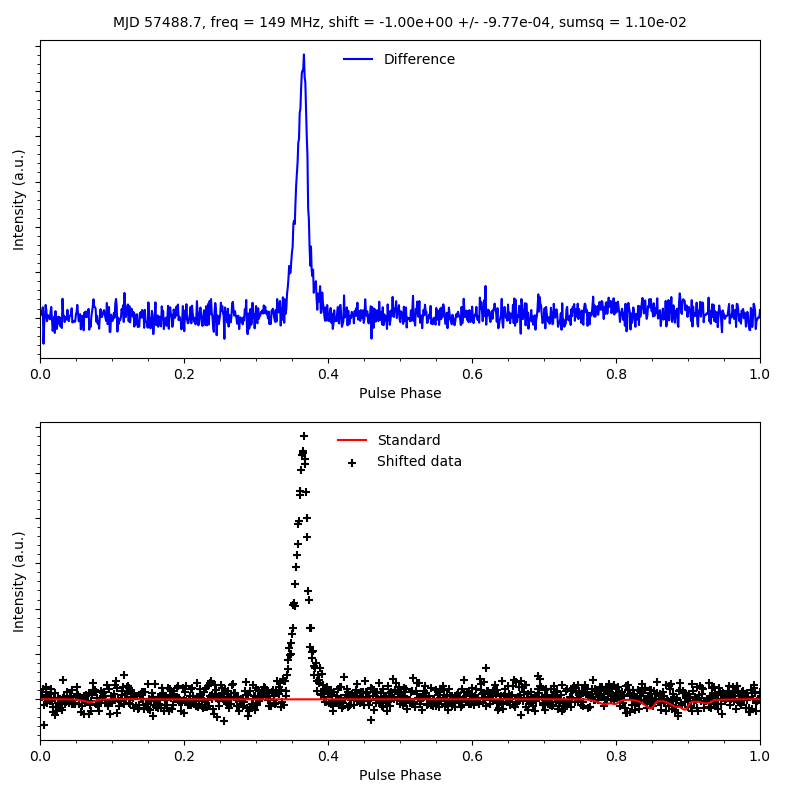 MJD 57488.7, freq = 149 MHz, shift = -1.00e+00 +/- -9.77e-04, sumsq = 1.10e-02
Difference
Intensity (a.u.)
0.0 0.2 0.4 0.6 0.8 1.0
Pulse Phase
Standard
Shifted data
Intensity (a.u.)
0.0 0.2 0.4 0.6 0.8 1.0
Pulse Phase